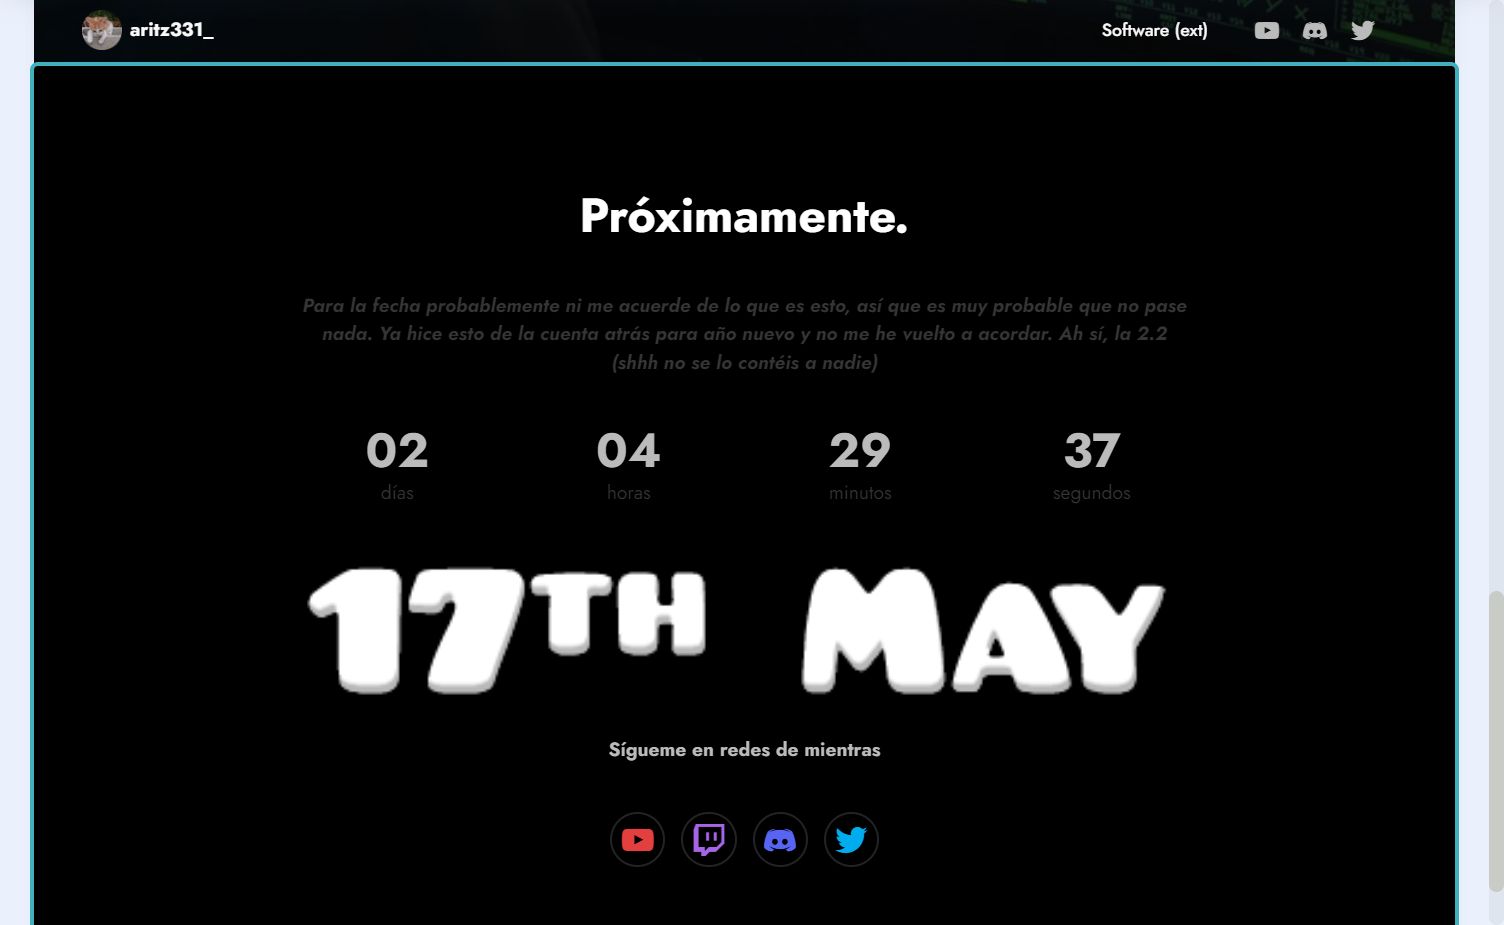 aritz331_
Software (ext)
Próximamente.
Para la fecha probablemente ni me acuerde de lo que es esto, así que es muy probable que no pase
nada. Ya hice esto de la cuenta atrás para año nuevo y no me he vuelto a acordar. Ah sí, la 2.2
(shhh no se lo contéis a nadie)
02 04 29 37
días horas minutos segundos
17TH MAY
Sígueme en redes de mientras